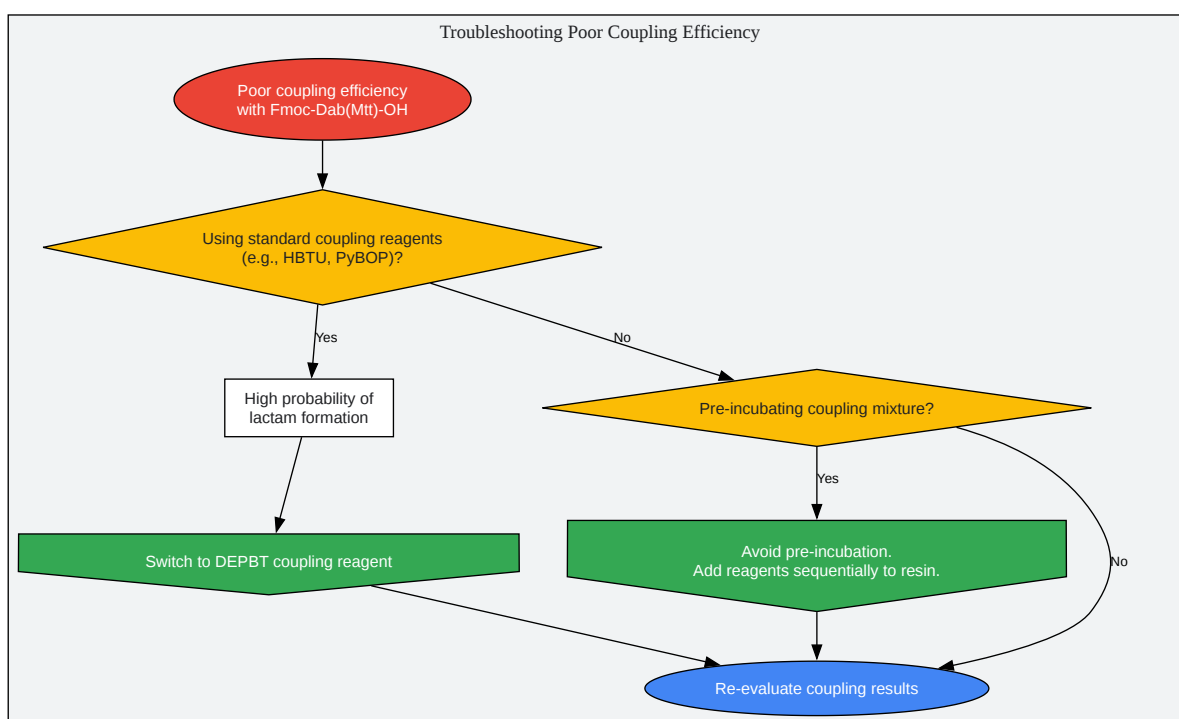 Troubleshooting Poor Coupling Efficiency
Poor coupling efficiency
with Fmoc-Dab(Mtt)-OH
Using standard coupling reagents
(e.g., HBTU, PyBOP)?
Yes
No
High probability of
lactam formation
Pre-incubating coupling mixture?
Yes
Switch to DEPBT coupling reagent
Avoid pre-incubation.
Add reagents sequentially to resin.
No
Re-evaluate coupling results